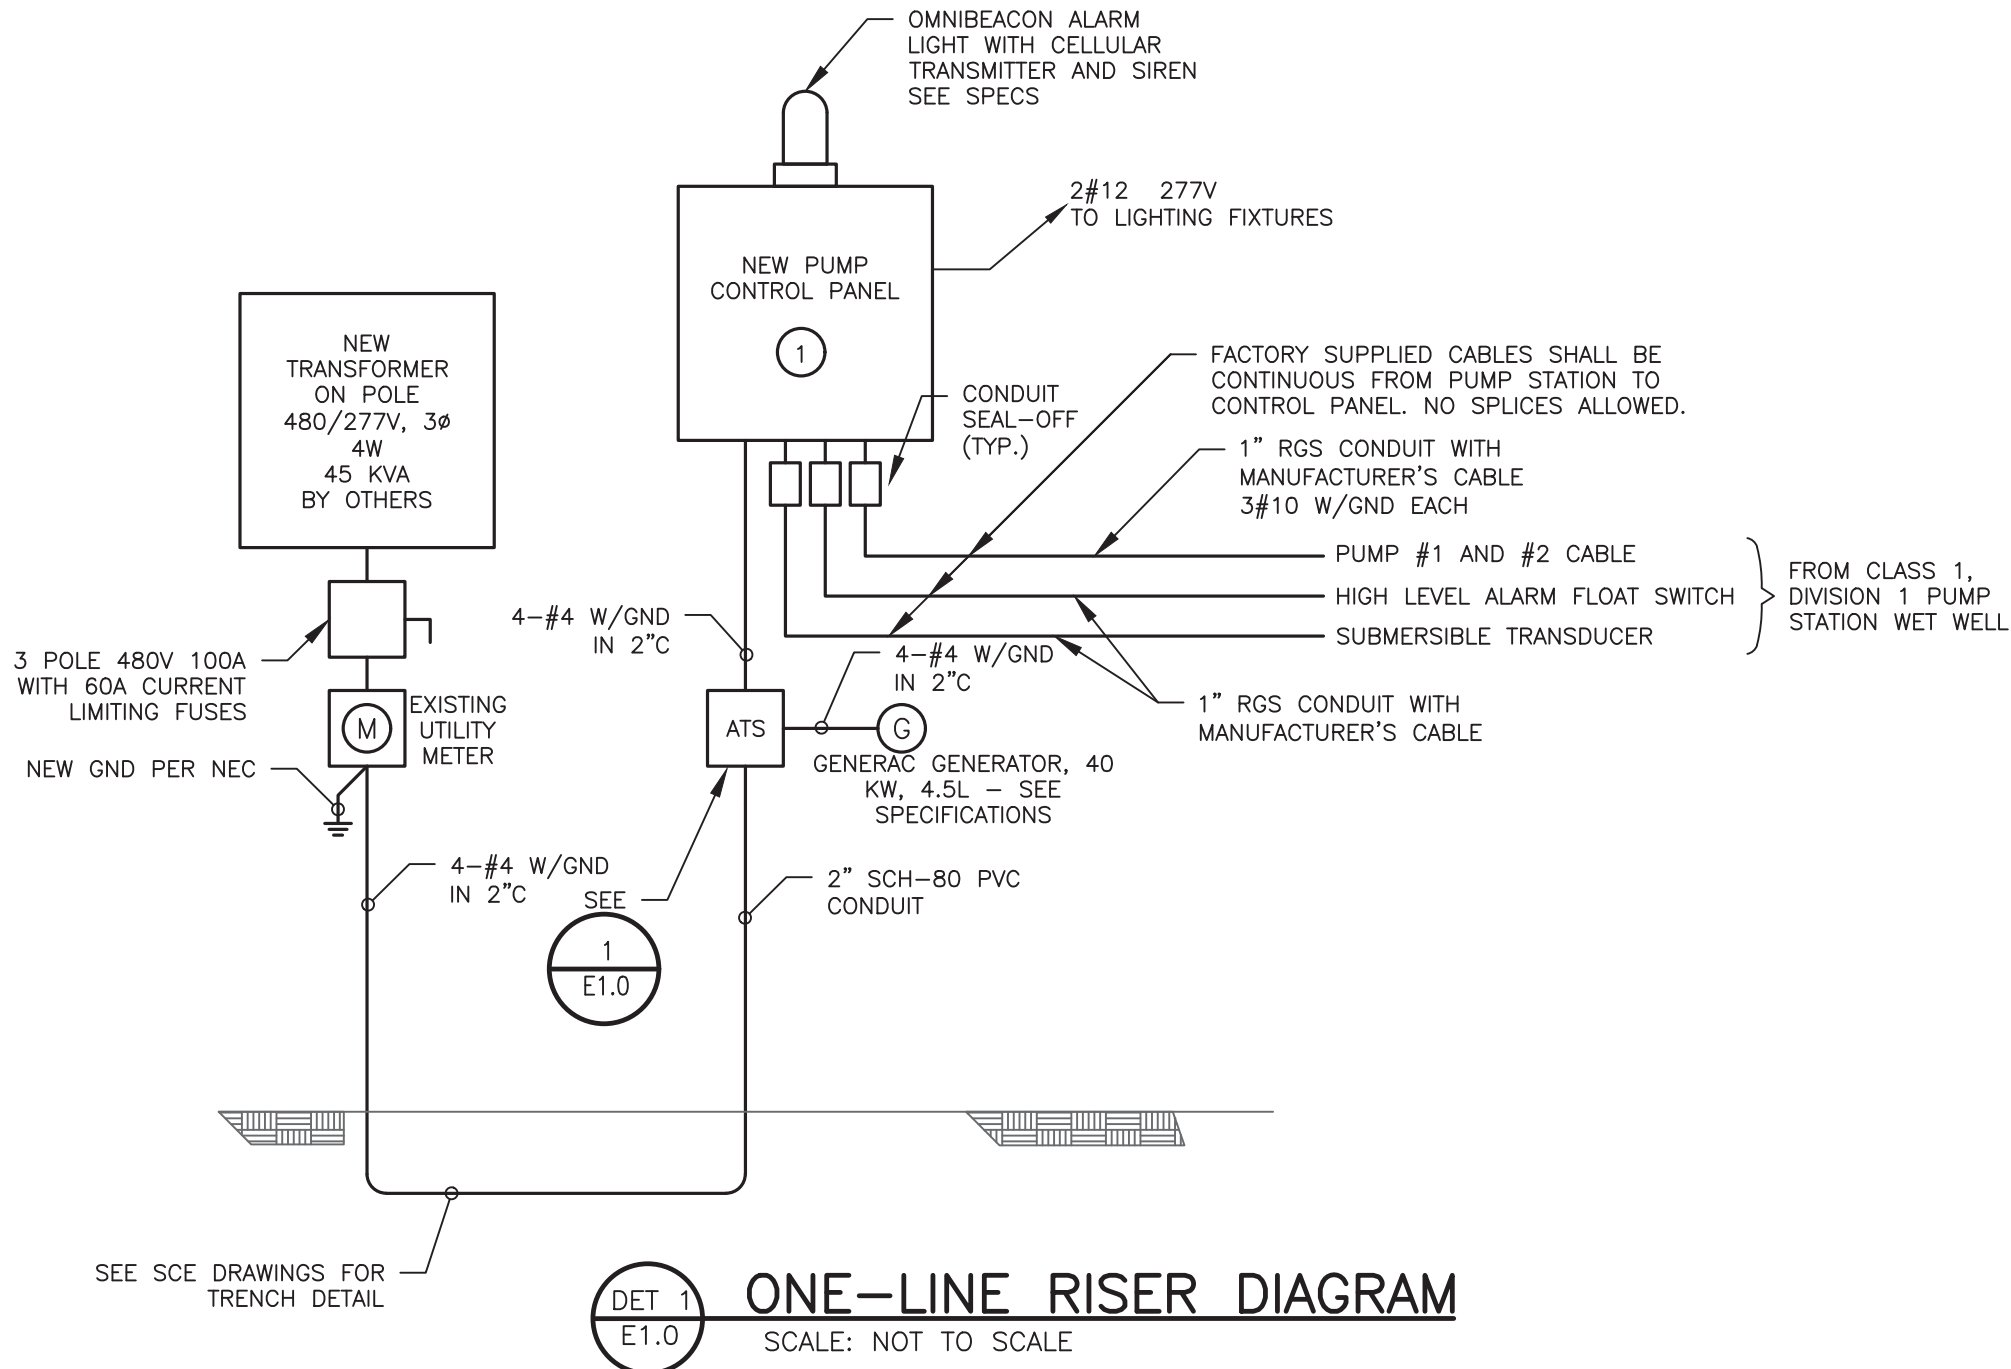 OMNIBEACON ALARM
LIGHT WITH CELLULAR
TRANSMITTER AND SIREN
SEE SPECS
2#12 277V
TO LIGHTING FIXTURES
NEW PUMP
CONTROL PANEL
1
NEW
TRANSFORMER
ON POLE
480/277V, 3ø
4W
45 KVA
BY OTHERS
CONDUIT
SEAL-OFF
(TYP.)
FACTORY SUPPLIED CABLES SHALL BE
CONTINUOUS FROM PUMP STATION TO
CONTROL PANEL. NO SPLICES ALLOWED.
1" RGS CONDUIT WITH
MANUFACTURER'S CABLE
3#10 W/GND EACH
PUMP #1 AND #2 CABLE
HIGH LEVEL ALARM FLOAT SWITCH
SUBMERSIBLE TRANSDUCER
FROM CLASS 1,
DIVISION 1 PUMP
STATION WET WELL
4-#4 W/GND
IN 2"C
3 POLE 480V 100A
WITH 60A CURRENT
LIMITING FUSES
M
EXISTING
UTILITY
METER
NEW GND PER NEC
4-#4 W/GND
IN 2"C
ATS
G
GENERAC GENERATOR, 40
KW, 4.5L - SEE
SPECIFICATIONS
1" RGS CONDUIT WITH
MANUFACTURER'S CABLE
4-#4 W/GND
IN 2"C
SEE
1
E1.0
2" SCH-80 PVC
CONDUIT
SEE SCE DRAWINGS FOR
TRENCH DETAIL
DET 1
E1.0
ONE-LINE RISER DIAGRAM
SCALE: NOT TO SCALE